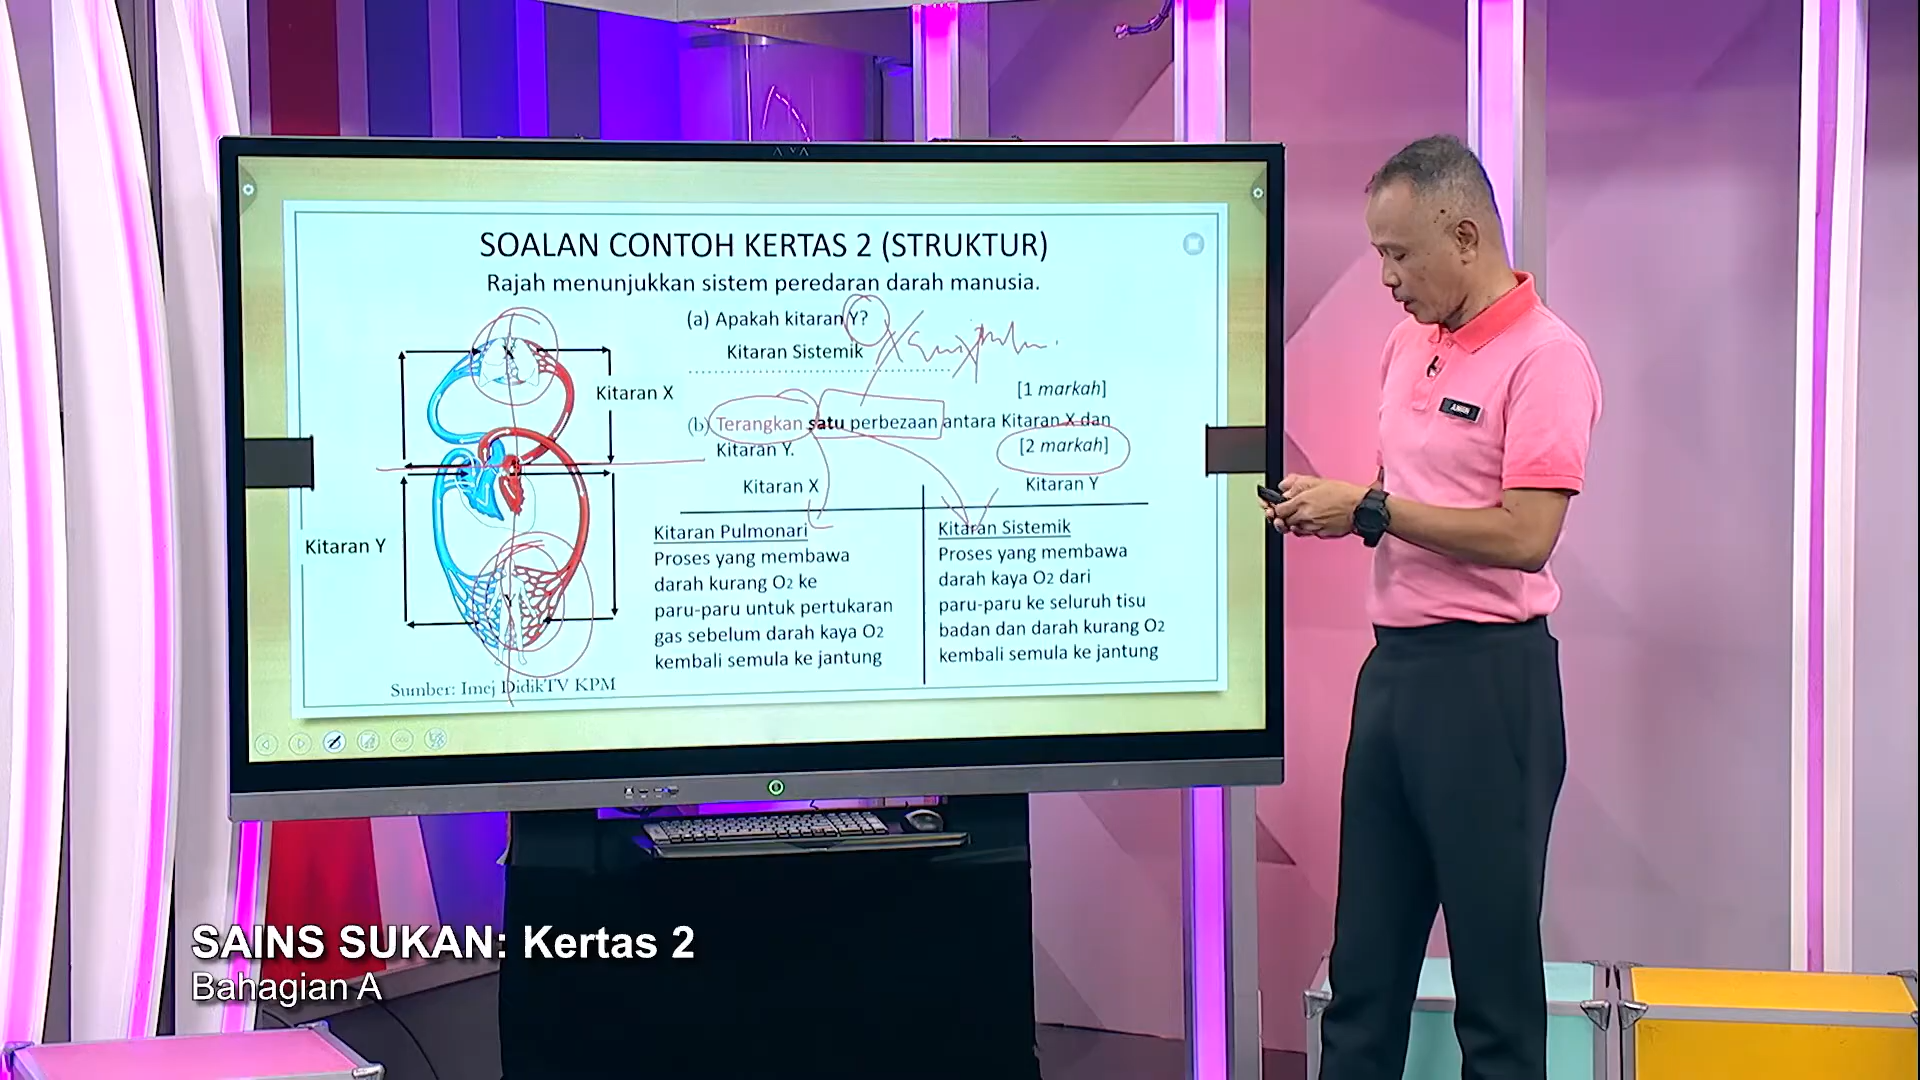 SOALAN CONTOH KERTAS 2 (STRUKTUR)
Rajah menunjukkan sistem peredaran darah manusia.
(a) Apakah kitaran Y?
Kitaran Sistemik
[1 markah]
(b) Terangkan satu perbezaan antara Kitaran X dan
Kitaran Y.
[2 markah]
X
Kitaran X
Kitaran Y
Y
Kitaran X
Kitaran Pulmonari
Proses yang membawa
darah kurang O2 ke
paru-paru untuk pertukaran
gas sebelum darah kaya O2
kembali semula ke jantung
Kitaran Y
Kitaran Sistemik
Proses yang membawa
darah kaya O2 dari
paru-paru ke seluruh tisu
badan dan darah kurang O2
kembali semula ke jantung
Sumber: Imej DidikTV KPM
SAINS SUKAN: Kertas 2
Bahagian A